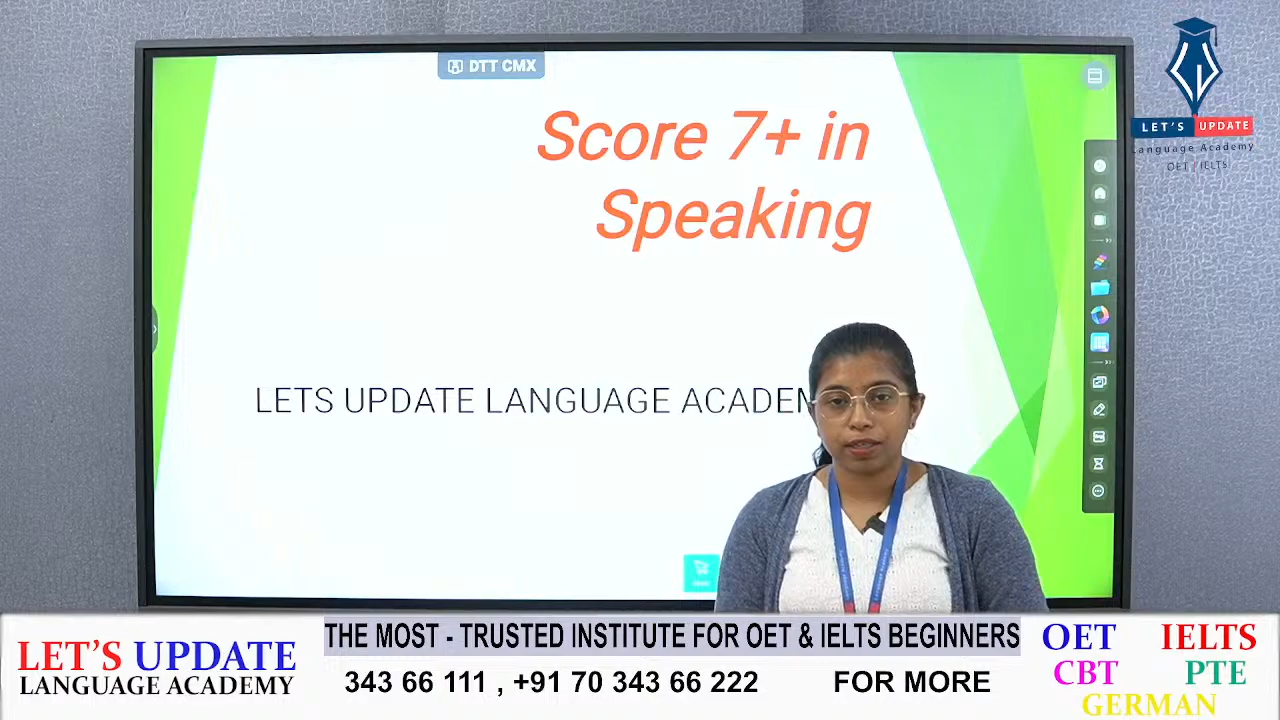 DTT CMX
Score 7+ in
Speaking
LETS UPDATE LANGUAGE ACADEM
LET'S UPDATE
Language Academy
OET / IELTS
LET'S UPDATE
LANGUAGE ACADEMY
THE MOST - TRUSTED INSTITUTE FOR OET & IELTS BEGINNERS
343 66 111 , +91 70 343 66 222 FOR MORE
OET IELTS
CBT PTE
GERMAN